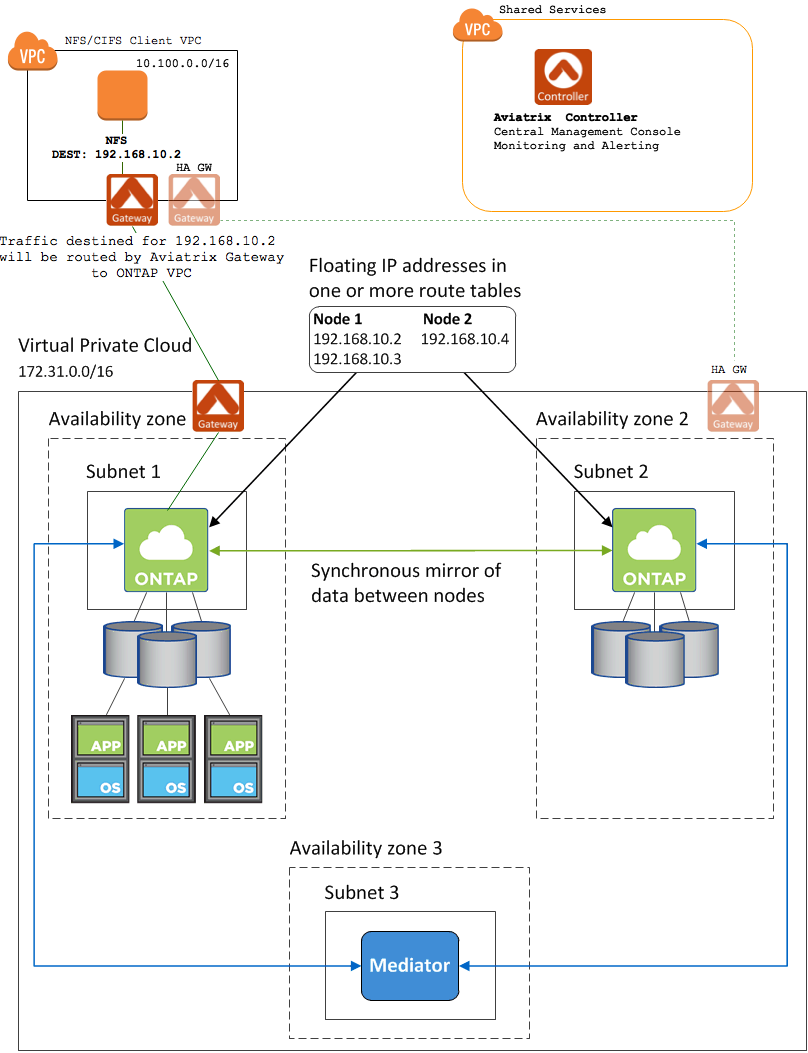 Shared Services
VPC
NFS/CIFS Client VPC
VPC
10.100.0.0/16
Controller
Aviatrix Controller
Central Management Console
Monitoring and Alerting
NFS
DEST: 192.168.10.2
HA GW
Gateway
Gateway
Traffic destined for 192.168.10.2
will be routed by Aviatrix Gateway
to ONTAP VPC
Floating IP addresses in
one or more route tables
Node 1
Node 2
192.168.10.2
192.168.10.4
192.168.10.3
Virtual Private Cloud
172.31.0.0/16
HA GW
Gateway
Gateway
Availability zone
Availability zone 2
Subnet 1
Subnet 2
ONTAP
ONTAP
Synchronous mirror of
data between nodes
APP
APP
APP
OS
OS
OS
Availability zone 3
Subnet 3
Mediator